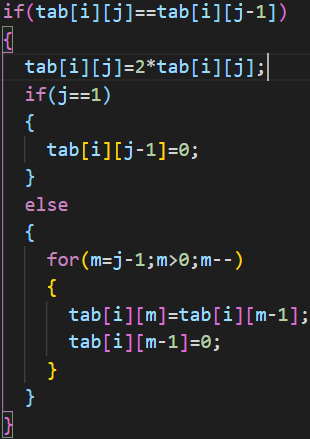 if(tab[i][j]==tab[i][j-1])
{
tab[i][j]=2*tab[i][j];
if(j==1)
{
tab[i][j-1]=0;
}
else
{
for(m=j-1;m>0;m--)
{
tab[i][m]=tab[i][m-1];
tab[i][m-1]=0;
}
}
}